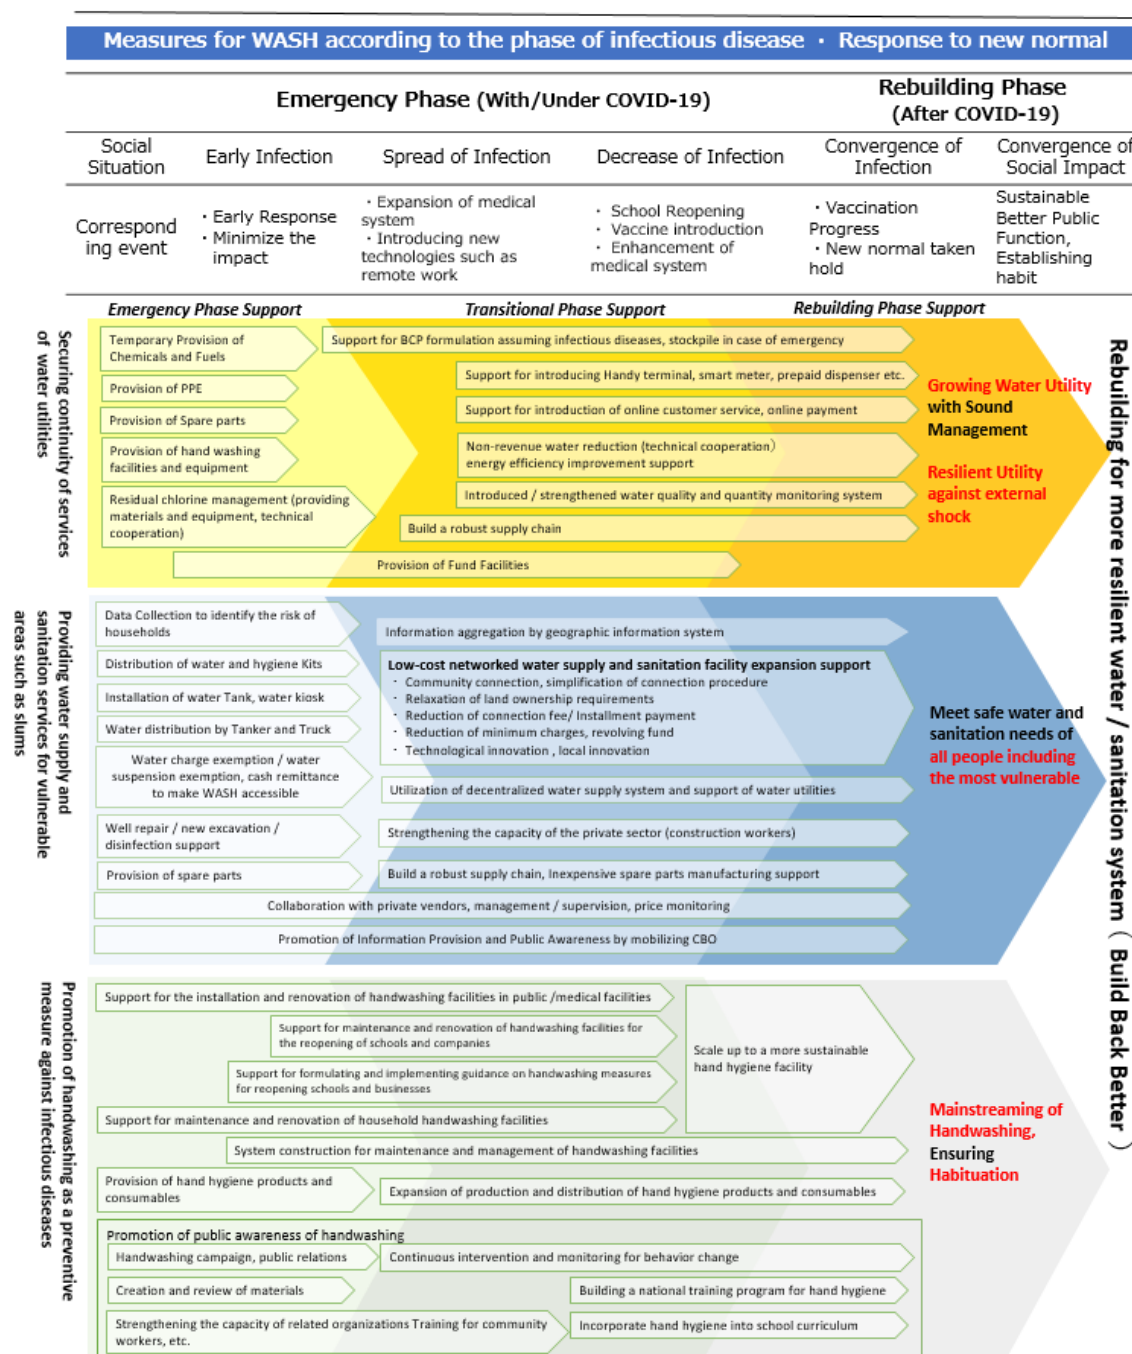 Measures for WASH according to the phase of infectious disease ・ Response to new normal
Emergency Phase (With/Under COVID-19)
Rebuilding Phase
(After COVID-19)
Social
Situation
Early Infection
Spread of Infection
Decrease of Infection
Convergence of
Infection
Convergence of
Social Impact
Correspond
ing event
・Early Response
・Minimize the
impact
・Expansion of medical
system
・Introducing new
technologies such as
remote work
・School Reopening
・Vaccine introduction
・Enhancement of
medical system
・Vaccination
Progress
・New normal taken
hold
Sustainable
Better Public
Function,
Establishing
habit
Emergency Phase Support
Transitional Phase Support
Rebuilding Phase Support
Securing continuity of services
of water utilities
Temporary Provision of
Chemicals and Fuels
Support for BCP formulation assuming infectious diseases, stockpile in case of emergency
Provision of PPE
Support for introducing Handy terminal, smart meter, prepaid dispenser etc.
Provision of Spare parts
Support for introduction of online customer service, online payment
Provision of hand washing
facilities and equipment
Non-revenue water reduction (technical cooperation)
energy efficiency improvement support
Residual chlorine management (providing
materials and equipment, technical
cooperation)
Introduced / strengthened water quality and quantity monitoring system
Build a robust supply chain
Provision of Fund Facilities
Growing Water Utility
with Sound
Management
Resilient Utility
against external
shock
Rebuilding for more resilient water / sanitation system ( Build Back Better )
Providing water supply and
sanitation services for vulnerable
areas such as slums
Data Collection to identify the risk of
households
Information aggregation by geographic information system
Distribution of water and hygiene Kits
Low-cost networked water supply and sanitation facility expansion support
・ Community connection, simplification of connection procedure
・ Relaxation of land ownership requirements
・ Reduction of connection fee/ Installment payment
・ Reduction of minimum charges, revolving fund
・ Technological innovation , local innovation
Installation of water Tank, water kiosk
Water distribution by Tanker and Truck
Water charge exemption / water
suspension exemption, cash remittance
to make WASH accessible
Utilization of decentralized water supply system and support of water utilities
Well repair / new excavation /
disinfection support
Strengthening the capacity of the private sector (construction workers)
Provision of spare parts
Build a robust supply chain, Inexpensive spare parts manufacturing support
Collaboration with private vendors, management / supervision, price monitoring
Promotion of Information Provision and Public Awareness by mobilizing CBO
Meet safe water and
sanitation needs of
all people including
the most vulnerable
Promotion of handwashing as a preventive
measure against infectious diseases
Support for the installation and renovation of handwashing facilities in public /medical facilities
Support for maintenance and renovation of handwashing facilities for
the reopening of schools and companies
Support for formulating and implementing guidance on handwashing measures
for reopening schools and businesses
Support for maintenance and renovation of household handwashing facilities
Scale up to a more sustainable
hand hygiene facility
System construction for maintenance and management of handwashing facilities
Provision of hand hygiene products and
consumables
Expansion of production and distribution of hand hygiene products and consumables
Promotion of public awareness of handwashing
Handwashing campaign, public relations
Continuous intervention and monitoring for behavior change
Creation and review of materials
Building a national training program for hand hygiene
Strengthening the capacity of related organizations Training for community
workers, etc.
Incorporate hand hygiene into school curriculum
Mainstreaming of
Handwashing,
Ensuring
Habituation